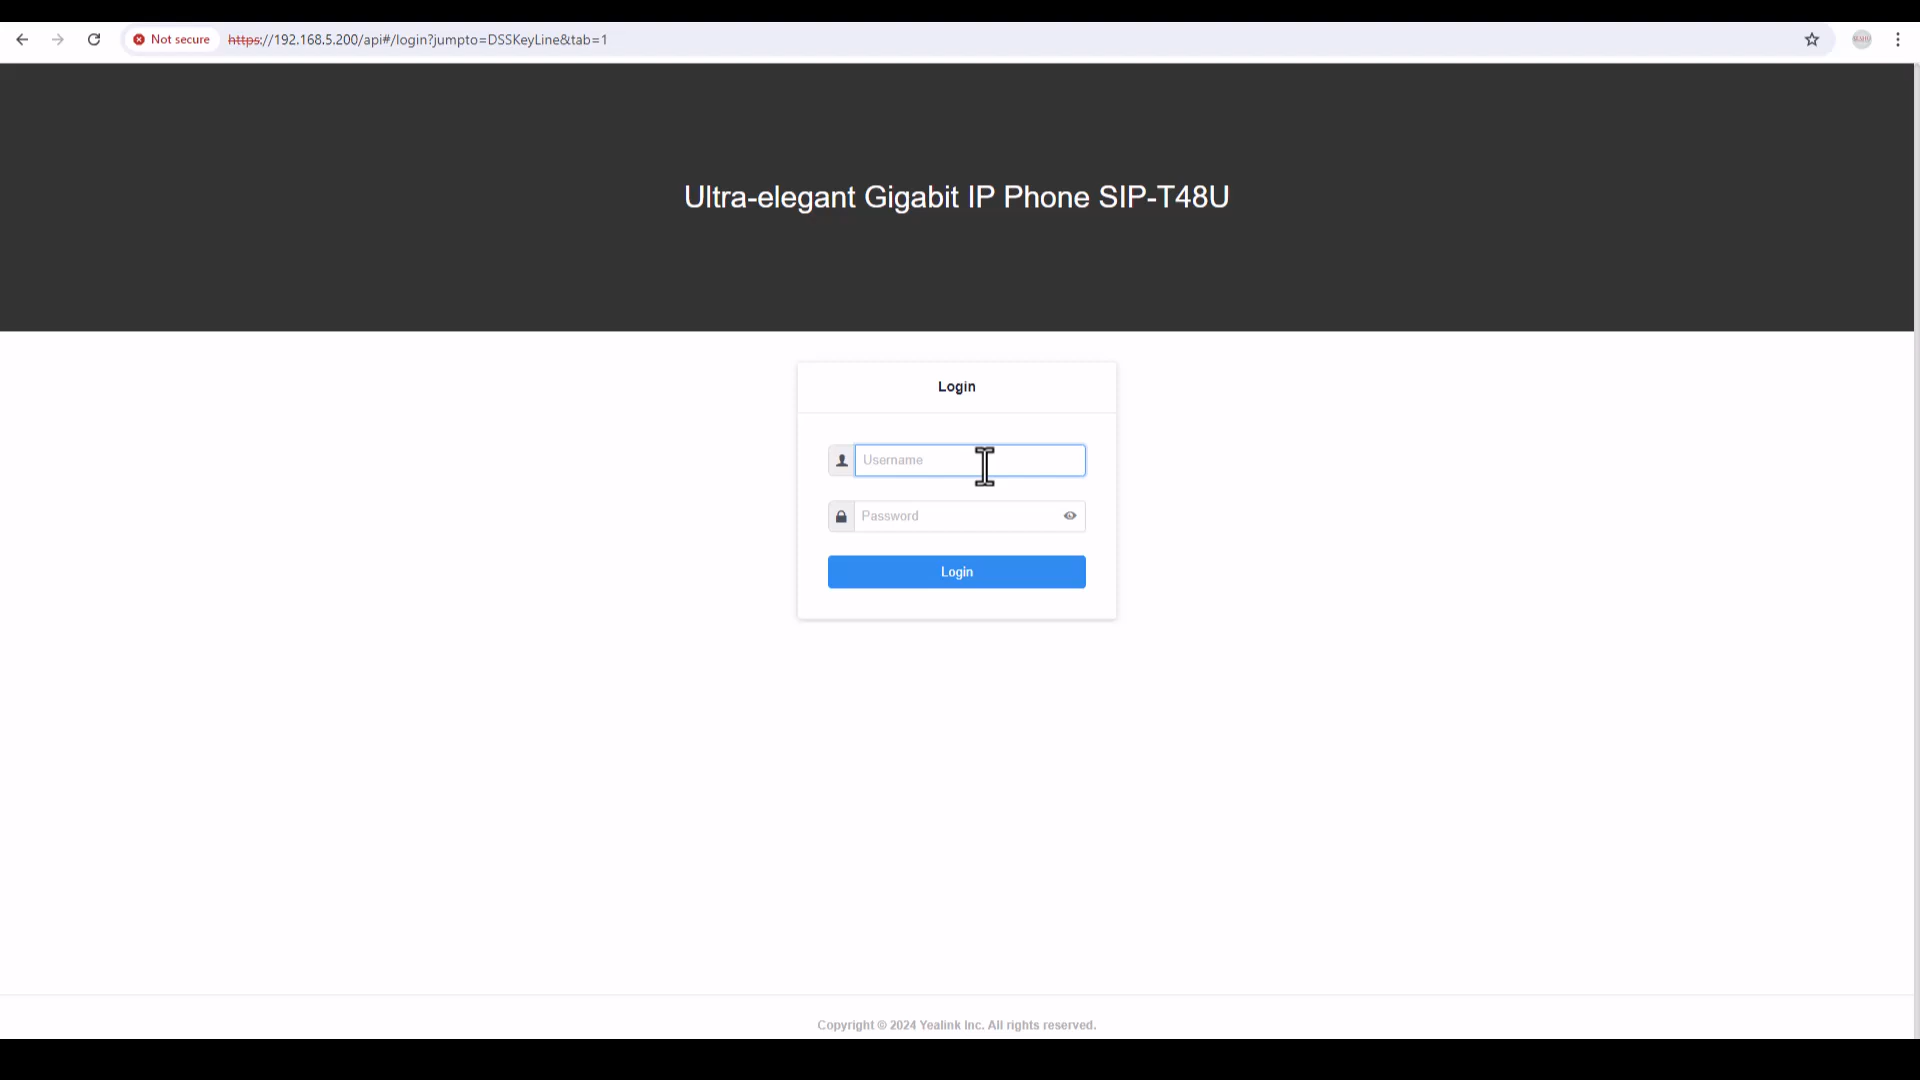 Not secure https://192.168.5.200/api#/login?jumpto=DSSKeyLine&tab=1
Ultra-elegant Gigabit IP Phone SIP-T48U
Login
Username
Password
Login
Copyright © 2024 Yealink Inc. All rights reserved.